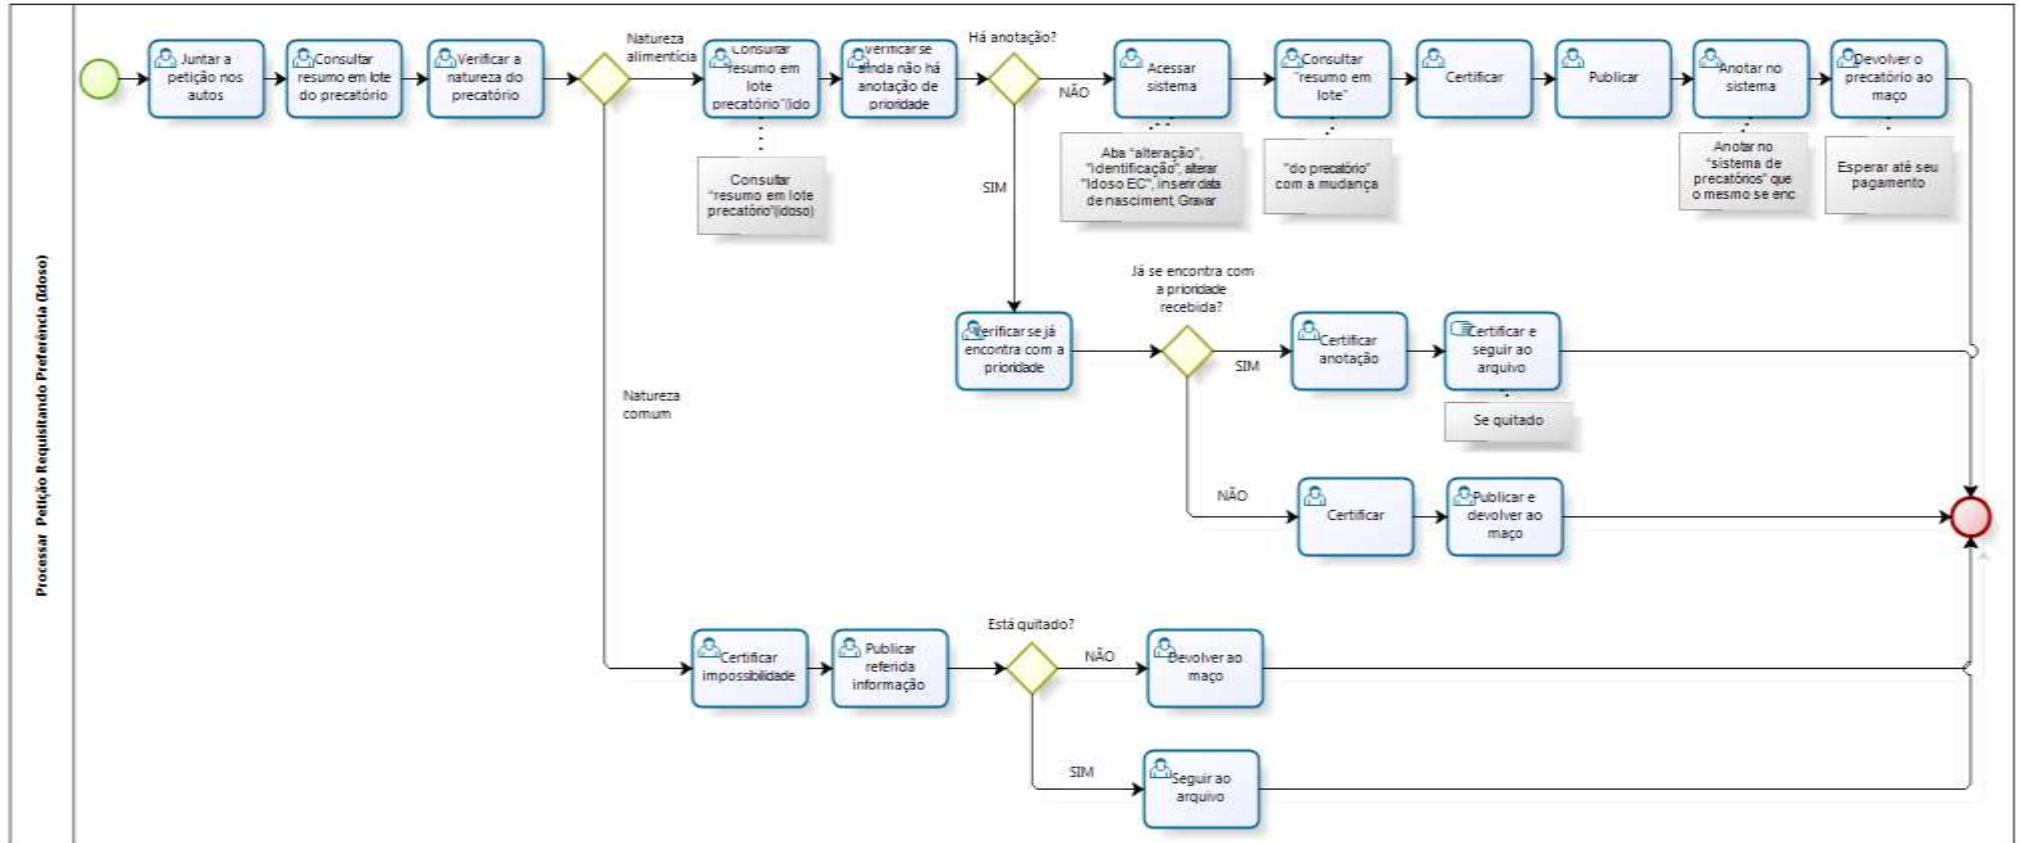 Processar Petição Requisitando Preferência (Idoso)
Juntar a
petição nos
autos
Consultar
resumo em lote
do precatório
Verificar a
natureza do
precatório
Natureza
alimentícia
Consultar
"resumo em
lote
precatório"(ido
Consultar
"resumo em lote
precatório"(idoso)
Verificar se
ainda não há
anotação de
prioridade
Há anotação?
NÃO
Acessar
sistema
Aba "alteração",
"identificação", alterar
"Idoso EC", inserir data
de nasciment, Gravar
Consultar
"resumo em
lote"
"do precatório"
com a mudança
Certificar
Publicar
Anotar no
sistema
Anotar no
"sistema de
precatórios" que
o mesmo se enc
Devolver o
precatório ao
maço
Esperar até seu
pagamento
SIM
Verificar se já
encontra com a
prioridade
Já se encontra com
a prioridade
recebida?
SIM
Certificar
anotação
Certificar e
seguir ao
arquivo
Se quitado
NÃO
Certificar
Publicar e
devolver ao
maço
Natureza
comum
Certificar
impossibilidade
Publicar
referida
informação
Está quitado?
NÃO
Devolver ao
maço
SIM
Seguir ao
arquivo